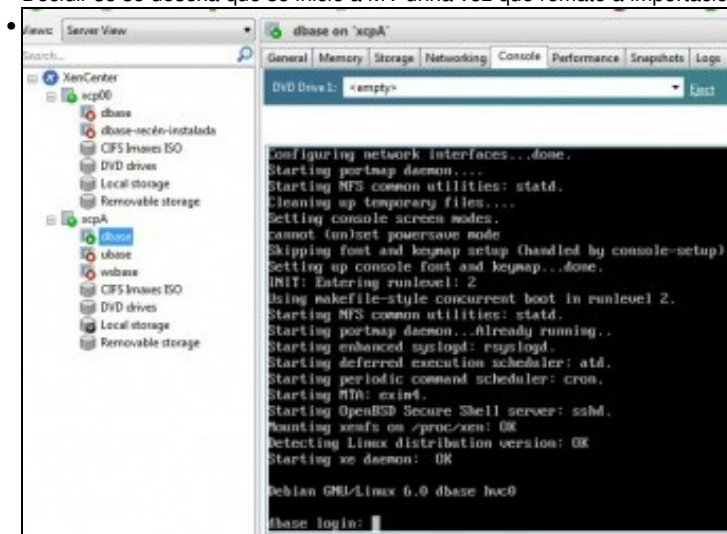 Views: Server View
Search...
XenCenter
xcp00
dbase
dbase-recén-instalada
CIFS Imaxes ISO
DVD drives
Local storage
Removable storage
xcpA
dbase
ubase
wsbase
CIFS Imaxes ISO
DVD drives
Local storage
Removable storage
dbase on 'xcpA'
General Memory Storage Networking Console Performance Snapshots Logs
DVD Drive 1: <empty> Eject
Configuring network interfaces...done.
Starting portmap daemon....
Starting NFS common utilities: statd.
Cleaning up temporary files....
Setting console screen modes.
cannot (un)set powersave mode
Skipping font and keymap setup (handled by console-setup)
Setting up console font and keymap...done.
INIT: Entering runlevel: 2
Using makefile-style concurrent boot in runlevel 2.
Starting NFS common utilities: statd.
Starting portmap daemon...Already running..
Starting enhanced syslogd: rsyslogd.
Starting deferred execution scheduler: atd.
Starting periodic command scheduler: cron.
Starting MTA: exim4.
Starting OpenBSD Secure Shell server: sshd.
Mounting xenfs on /proc/xen: OK
Detecting Linux distribution version: OK
Starting xe daemon: OK
Debian GNU/Linux 6.0 dbase hvc0
dbase login: